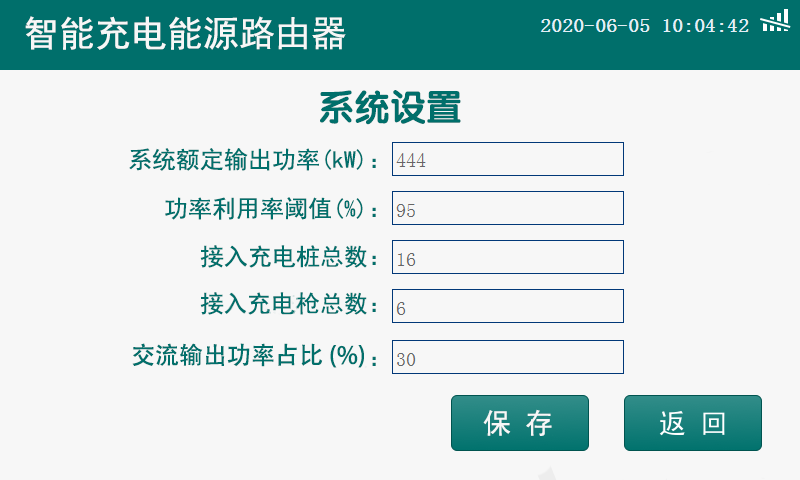 智能充电能源路由器 2020-06-05 10:04:42
系统设置
系统额定输出功率(kW)： 444
功率利用率阈值(%)： 95
接入充电桩总数： 16
接入充电枪总数： 6
交流输出功率占比(%)： 30
保 存 返 回